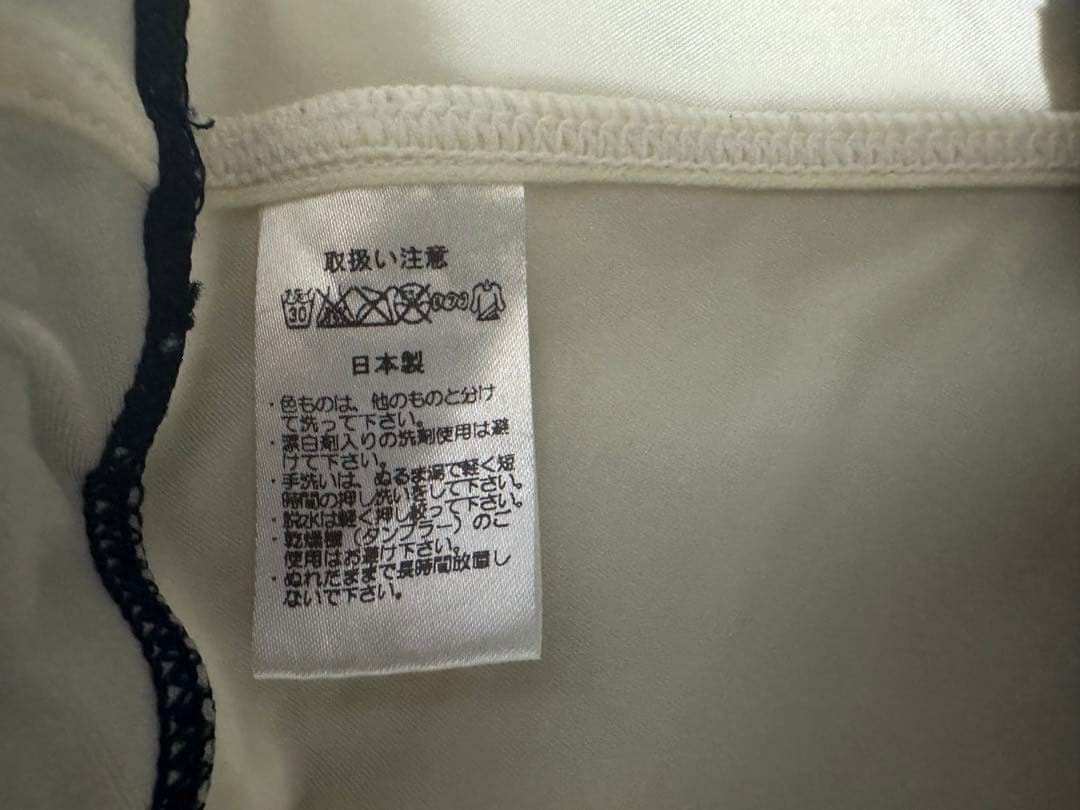 取扱い注意
30
日本製
・色ものは、他のものと分け
て洗って下さい。
・漂白剤入りの洗剤使用は避
けて下さい。
・手洗いは、ぬるま湯で軽く短
時間の押し洗いをして下さい。
・脱水は軽く押し絞って下さい。
・乾燥機（タンブラー）のご
使用はお避け下さい。
・ぬれたままで長時間放置し
ないで下さい。